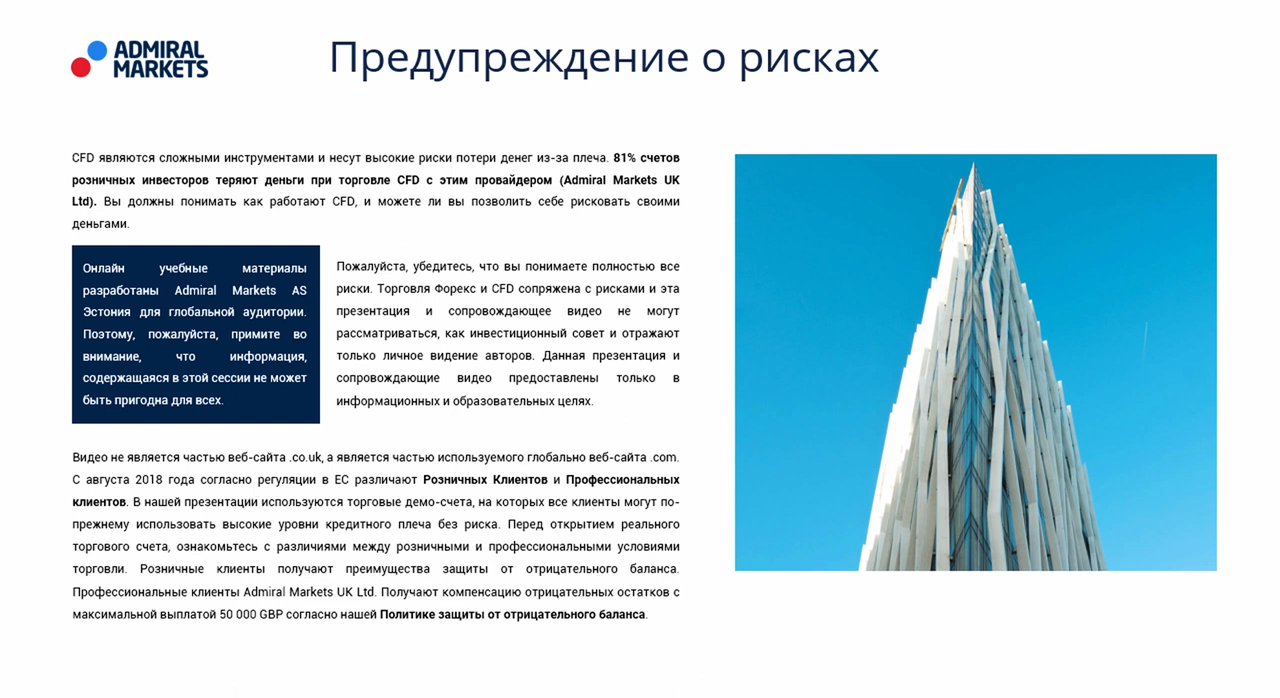 ADMIRAL
MARKETS
Предупреждение о рисках
CFD являются сложными инструментами и несут высокие риски потери денег из-за плеча. 81% счетов
розничных инвесторов теряют деньги при торговле CFD с этим провайдером (Admiral Markets UK
Ltd). Вы должны понимать как работают CFD, и можете ли вы позволить себе рисковать своими
деньгами.
Онлайн учебные материалы
разработаны Admiral Markets AS
Эстония для глобальной аудитории.
Поэтому, пожалуйста, примите во
внимание, что информация,
содержащаяся в этой сессии не может
быть пригодна для всех.
Пожалуйста, убедитесь, что вы понимаете полностью все
риски. Торговля Форекс и CFD сопряжена с рисками и эта
презентация и сопровождающее видео не могут
рассматриваться, как инвестиционный совет и отражают
только личное видение авторов. Данная презентация и
сопровождающие видео предоставлены только в
информационных и образовательных целях.
Видео не является частью веб-сайта .co.uk, а является частью используемого глобально веб-сайта .com.
С августа 2018 года согласно регуляции в ЕС различают Розничных Клиентов и Профессиональных
клиентов. В нашей презентации используются торговые демо-счета, на которых все клиенты могут по-
прежнему использовать высокие уровни кредитного плеча без риска. Перед открытием реального
торгового счета, ознакомьтесь с различиями между розничными и профессиональными условиями
торговли. Розничные клиенты получают преимущества защиты от отрицательного баланса.
Профессиональные клиенты Admiral Markets UK Ltd. Получают компенсацию отрицательных остатков с
максимальной выплатой 50 000 GBP согласно нашей Политике защиты от отрицательного баланса.